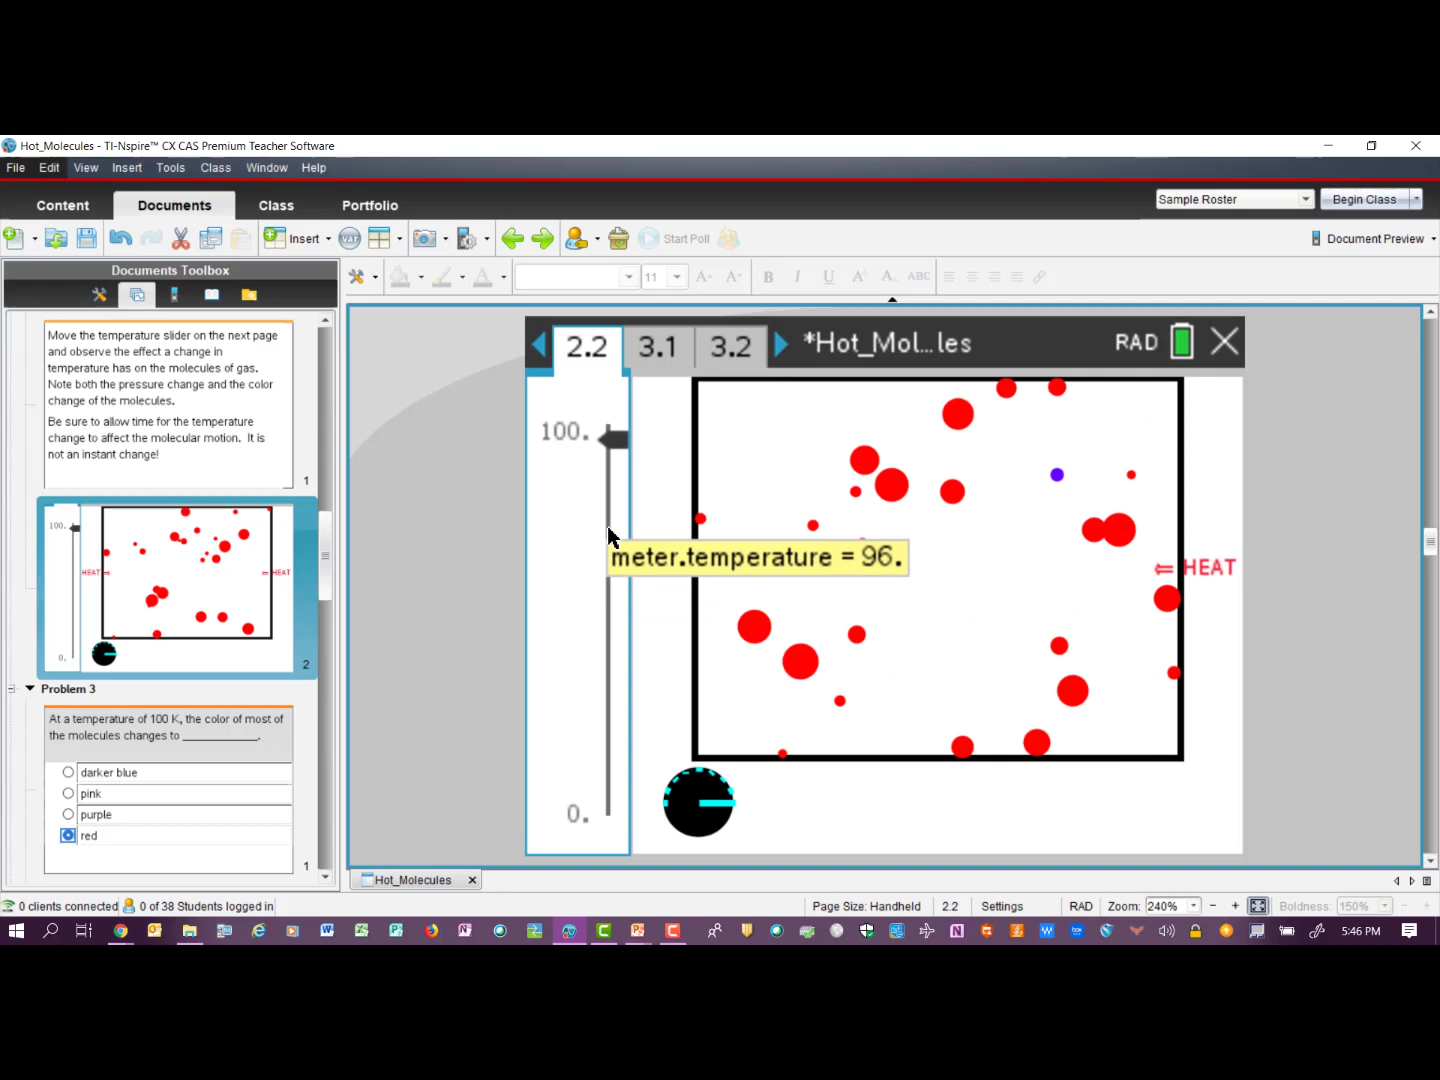 Hot_Molecules - TI-Nspire™ CX CAS Premium Teacher Software
File Edit View Insert Tools Class Window Help
Content Documents Class Portfolio
Sample Roster Begin Class
Insert VAR Start Poll Document Preview
Documents Toolbox
11 A A B I U A A ABC
Move the temperature slider on the next page
and observe the effect a change in
temperature has on the molecules of gas.
Note both the pressure change and the color
change of the molecules.
Be sure to allow time for the temperature
change to affect the molecular motion. It is
not an instant change!
1
100.
HEAT ⇐ HEAT
0.
2
Problem 3
At a temperature of 100 K, the color of most of
the molecules changes to ____________.
darker blue
pink
purple
red
1
2.2 3.1 3.2 *Hot_Mol...les RAD
100.
meter.temperature = 96.
⇐ HEAT
0.
Hot_Molecules
0 clients connected 0 of 38 Students logged in Page Size: Handheld 2.2 Settings RAD Zoom: 240% - + Boldness: 150% - +
5:46 PM